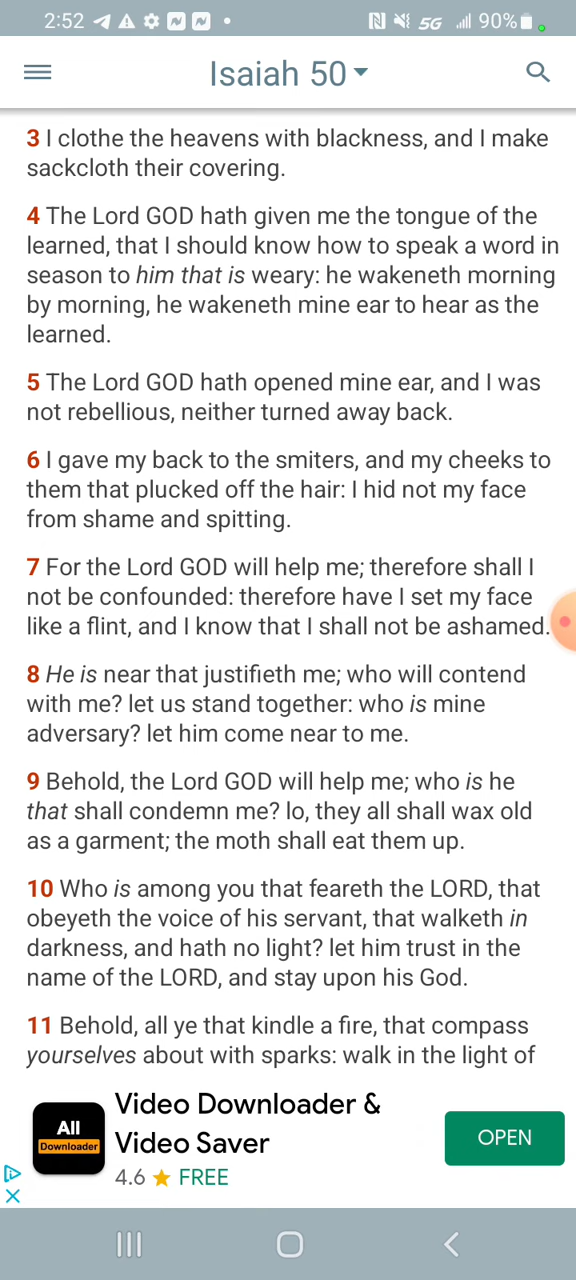 2:52
5G
90%
Isaiah 50
3 I clothe the heavens with blackness, and I make
sackcloth their covering.
4 The Lord GOD hath given me the tongue of the
learned, that I should know how to speak a word in
season to him that is weary: he wakeneth morning
by morning, he wakeneth mine ear to hear as the
learned.
5 The Lord GOD hath opened mine ear, and I was
not rebellious, neither turned away back.
6 I gave my back to the smiters, and my cheeks to
them that plucked off the hair: I hid not my face
from shame and spitting.
7 For the Lord GOD will help me; therefore shall I
not be confounded: therefore have I set my face
like a flint, and I know that I shall not be ashamed.
8 He is near that justifieth me; who will contend
with me? let us stand together: who is mine
adversary? let him come near to me.
9 Behold, the Lord GOD will help me; who is he
that shall condemn me? lo, they all shall wax old
as a garment; the moth shall eat them up.
10 Who is among you that feareth the LORD, that
obeyeth the voice of his servant, that walketh in
darkness, and hath no light? let him trust in the
name of the LORD, and stay upon his God.
11 Behold, all ye that kindle a fire, that compass
yourselves about with sparks: walk in the light of
All
Downloader
Video Downloader &
Video Saver
4.6 ★ FREE
OPEN